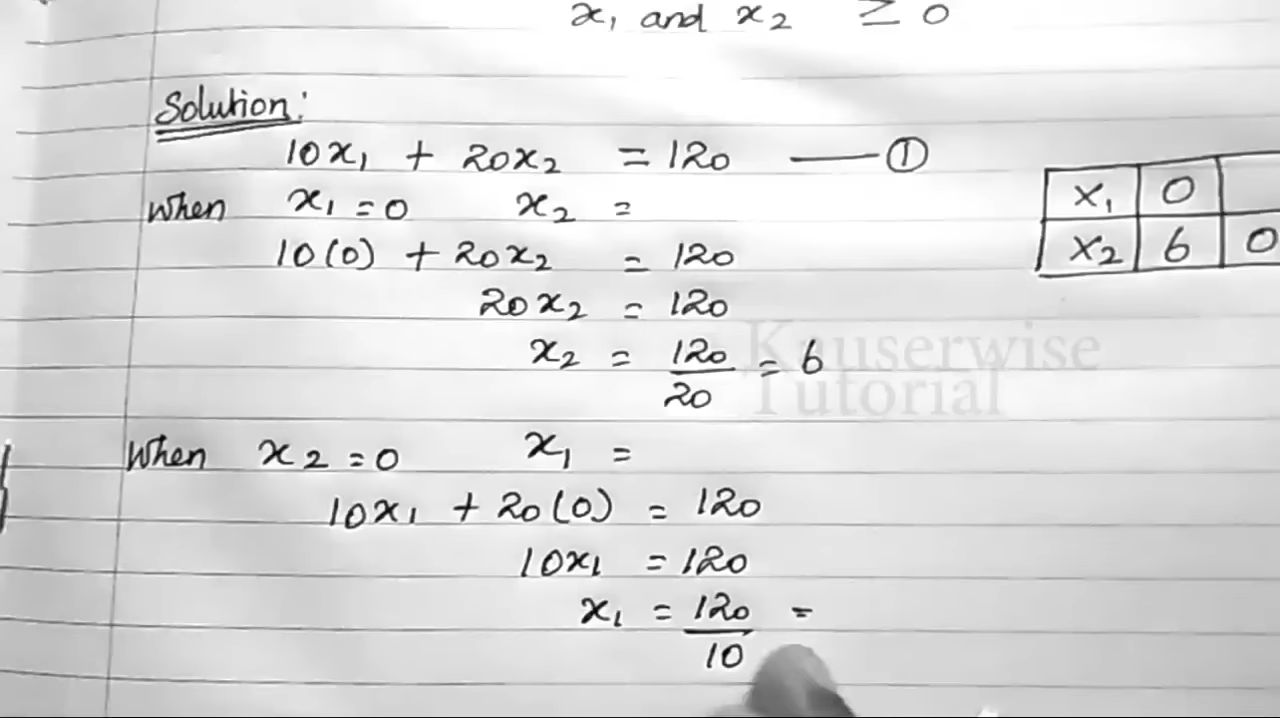 x₁ and x₂ ≥ 0
Solution:
10x₁ + 20x₂ = 120 —— ①
When x₁ = 0 x₂ =
10(0) + 20x₂ = 120
20x₂ = 120
x₂ = 120/20 = 6
When x₂ = 0 x₁ =
10x₁ + 20(0) = 120
10x₁ = 120
x₁ = 120/10 =
x₁ 0
x₂ 6 0
Kauserwise
Tutorial